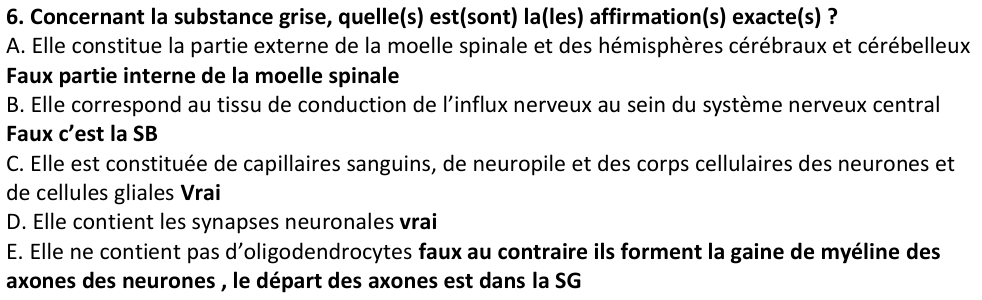 6. Concernant la substance grise, quelle(s) est(sont) la(les) affirmation(s) exacte(s) ?
A. Elle constitue la partie externe de la moelle spinale et des hémisphères cérébraux et cérébelleux
Faux partie interne de la moelle spinale
B. Elle correspond au tissu de conduction de l’influx nerveux au sein du système nerveux central
Faux c’est la SB
C. Elle est constituée de capillaires sanguins, de neuropile et des corps cellulaires des neurones et
de cellules gliales Vrai
D. Elle contient les synapses neuronales vrai
E. Elle ne contient pas d’oligodendrocytes faux au contraire ils forment la gaine de myéline des
axones des neurones , le départ des axones est dans la SG